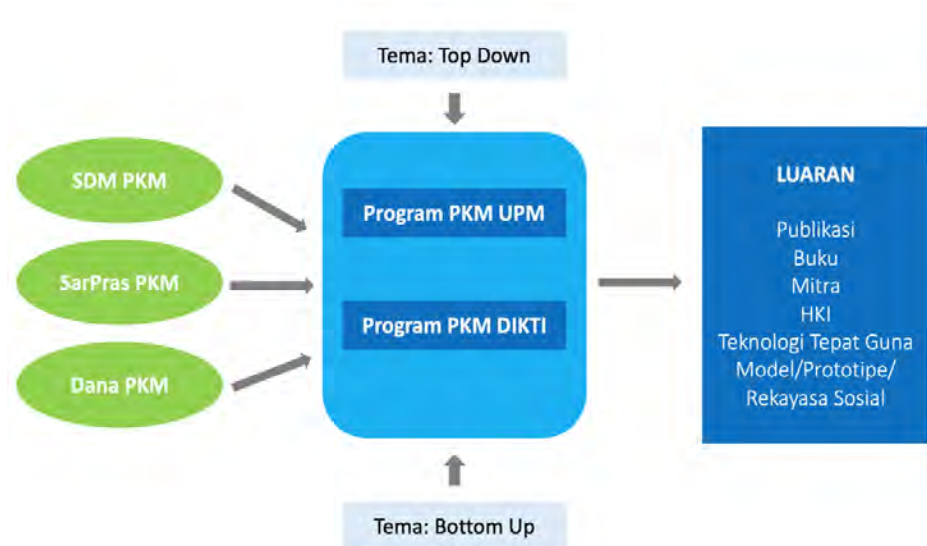 Tema: Top Down
SDM PKM
SarPras PKM
Dana PKM
Program PKM UPM
Program PKM DIKTI
LUARAN
Publikasi
Buku
Mitra
HKI
Teknologi Tepat Guna
Model/Prototipe/
Rekayasa Sosial
Tema: Bottom Up